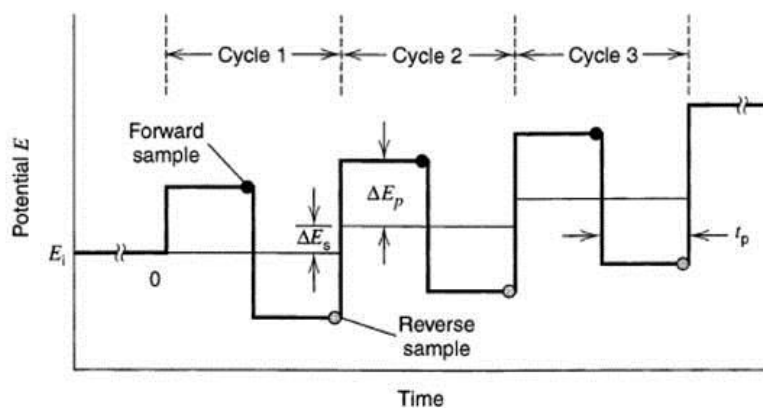 Cycle 1
Cycle 2
Cycle 3
Forward
sample
Potential E
ΔE_p
ΔE_s
E_i
0
t_p
Reverse
sample
Time